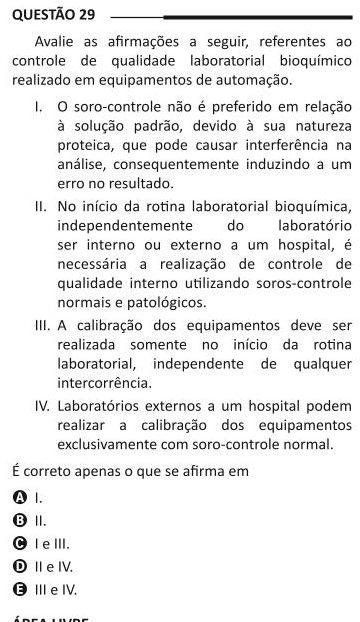 QUESTÃO 29
Avalie as afirmações a seguir, referentes ao
controle de qualidade laboratorial bioquímico
realizado em equipamentos de automação.
I. O soro-controle não é preferido em relação
à solução padrão, devido à sua natureza
proteica, que pode causar interferência na
análise, consequentemente induzindo a um
erro no resultado.
II. No início da rotina laboratorial bioquímica,
independentemente do laboratório
ser interno ou externo a um hospital, é
necessária a realização de controle de
qualidade interno utilizando soros-controle
normais e patológicos.
III. A calibração dos equipamentos deve ser
realizada somente no início da rotina
laboratorial, independente de qualquer
intercorrência.
IV. Laboratórios externos a um hospital podem
realizar a calibração dos equipamentos
exclusivamente com soro-controle normal.
É correto apenas o que se afirma em
A I.
B II.
C I e III.
D II e IV.
E III e IV.